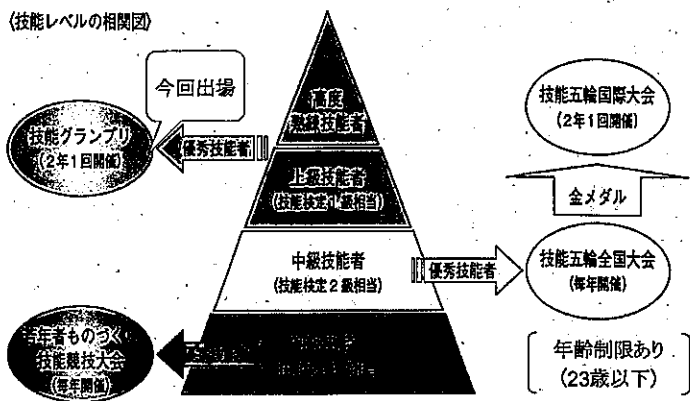 〈技能レベルの相関図〉
今回出場
技能グランプリ
(2年1回開催)
優秀技能者
高度
熟練技能者
上級技能者
(技能検定1級相当)
中級技能者
(技能検定2級相当)
優秀技能者
技能五輪国際大会
(2年1回開催)
金メダル
技能五輪全国大会
(毎年開催)
若年者ものづくり
技能競技大会
(毎年開催)
年齢制限あり
(23歳以下)